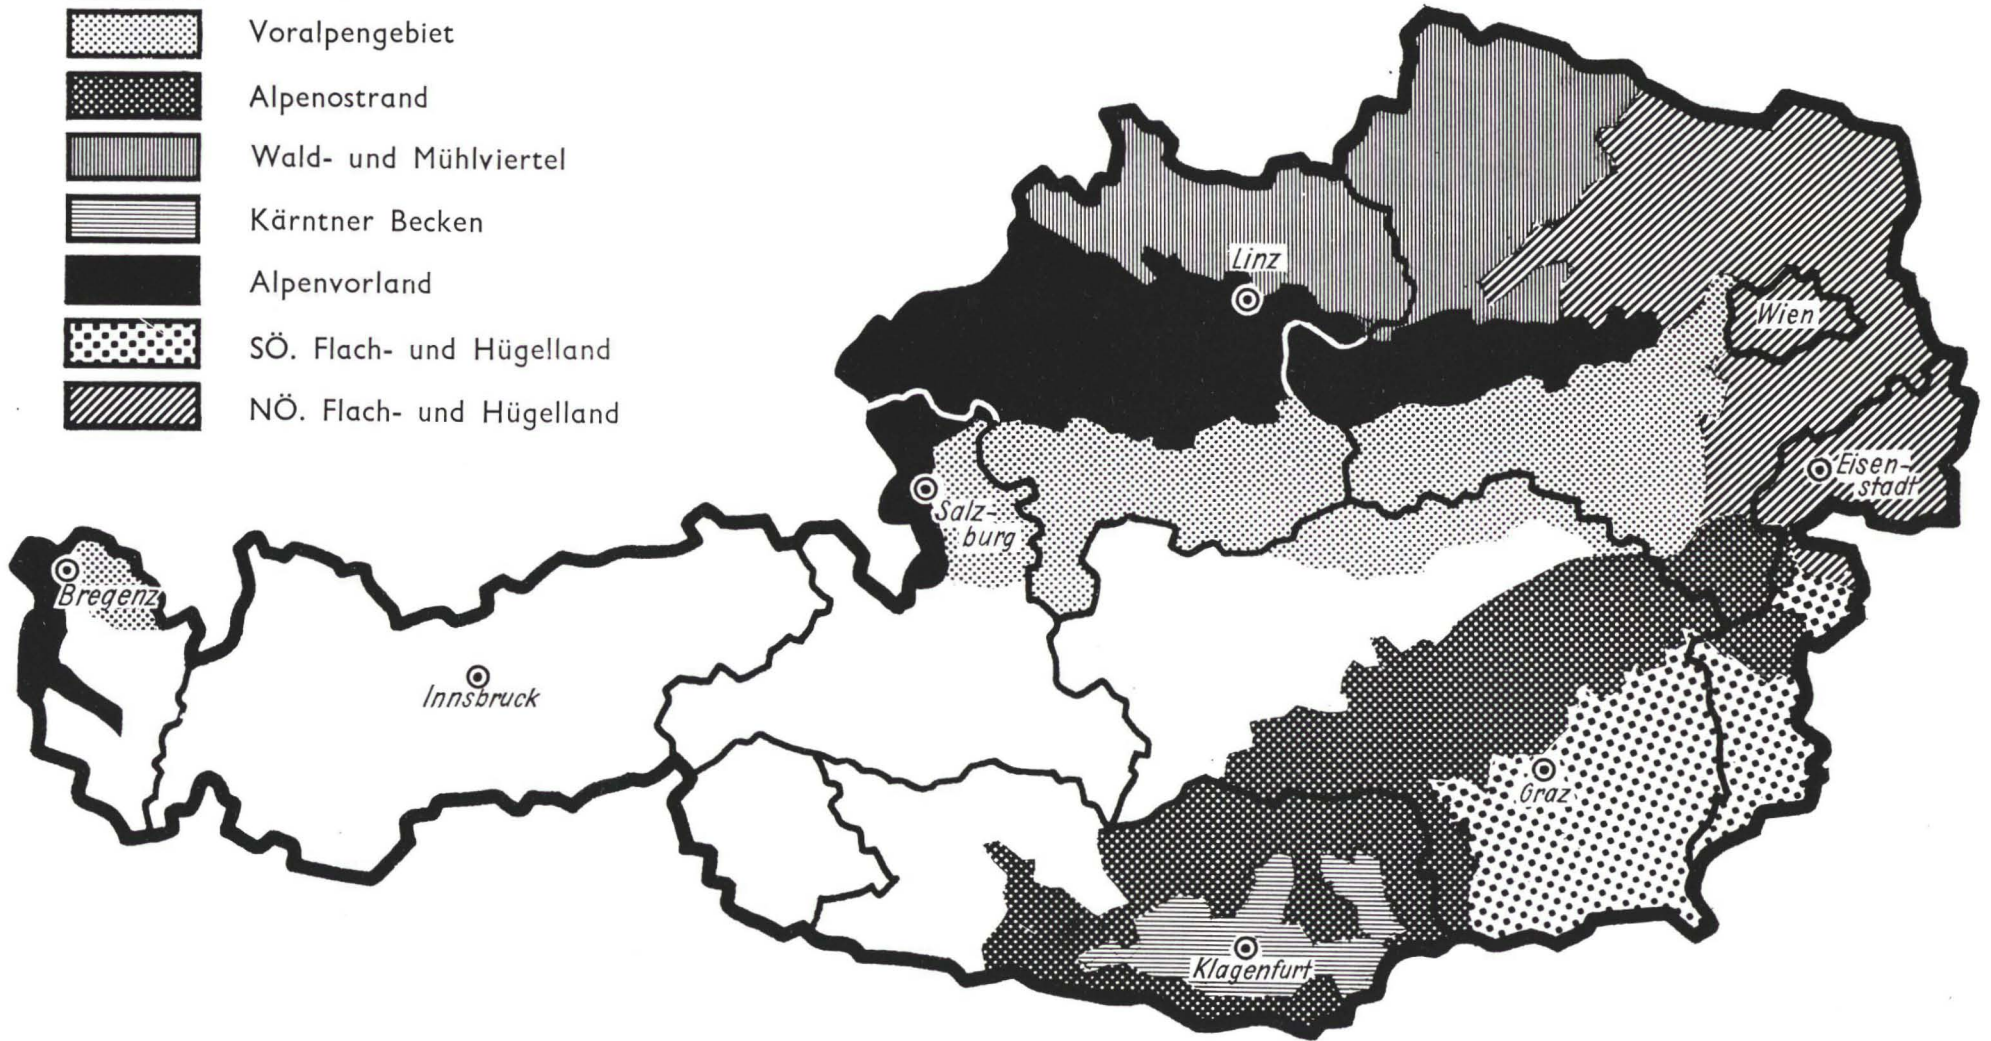 Voralpengebiet
Alpenostrand
Wald- und Mühlviertel
Kärntner Becken
Alpenvorland
SÖ. Flach- und Hügelland
NÖ. Flach- und Hügelland
Linz
Wien
Eisen-
stadt
Salz-
burg
Bregenz
Innsbruck
Graz
Klagenfurt